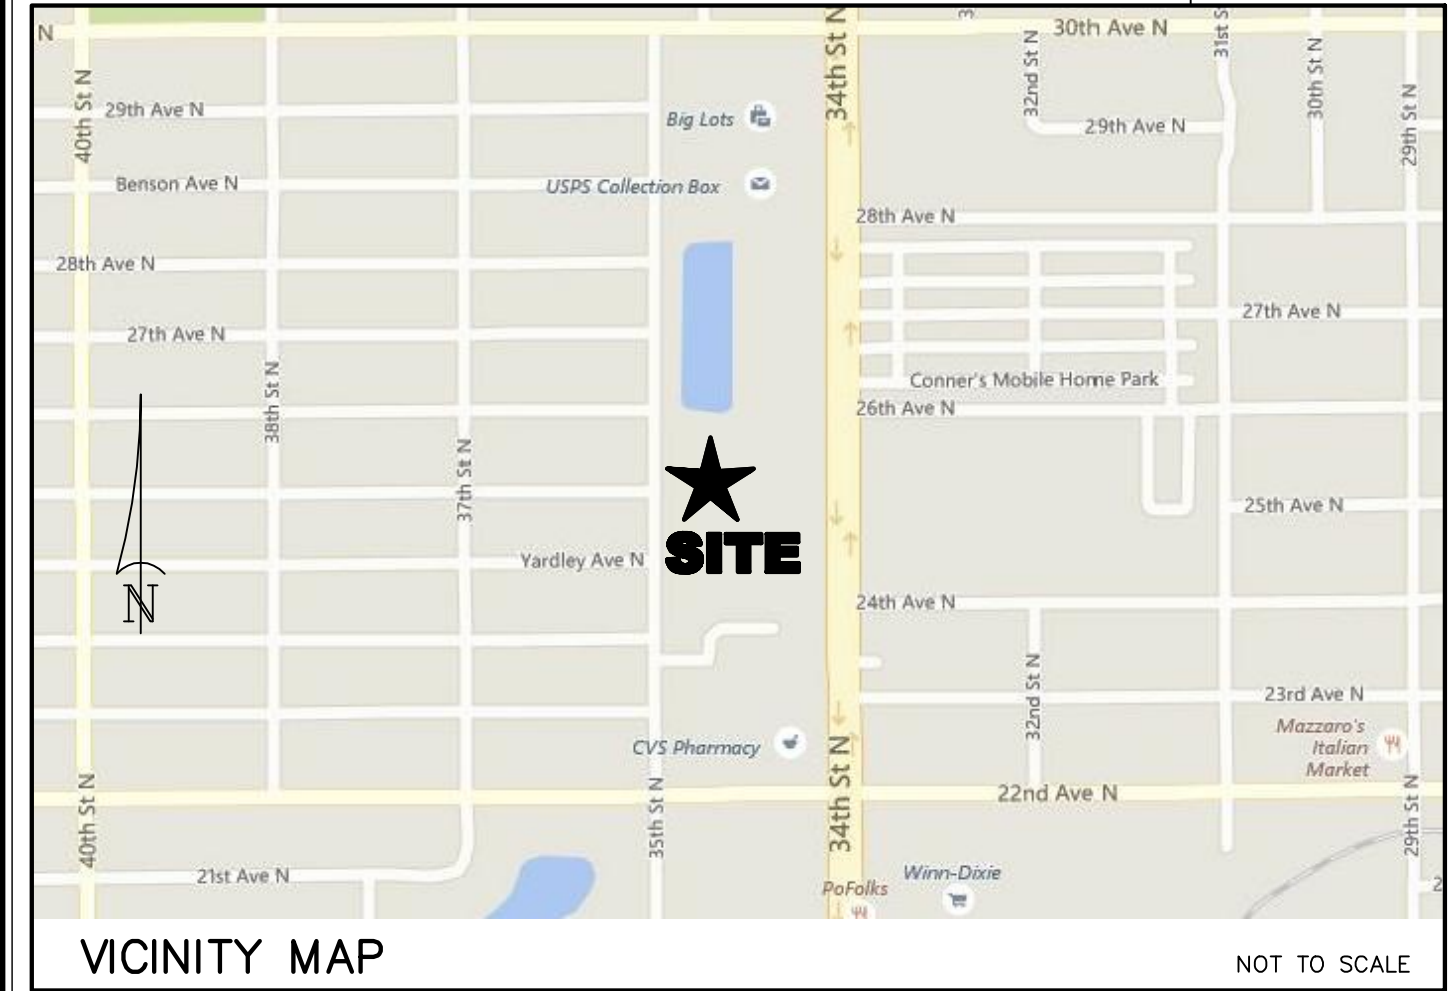 N
30th Ave N
34th St N
31st S
32nd St N
30th St N
40th St N
29th Ave N
Big Lots
29th Ave N
29th St N
Benson Ave N
USPS Collection Box
28th Ave N
28th Ave N
27th Ave N
27th Ave N
38th St N
Conner's Mobile Home Park
26th Ave N
37th St N
25th Ave N
SITE
Yardley Ave N
N
24th Ave N
32nd St N
23rd Ave N
Mazzaro's
Italian
Market
CVS Pharmacy
34th St N
22nd Ave N
40th St N
35th St N
29th St N
21st Ave N
Winn-Dixie
PoFolks
2
VICINITY MAP
NOT TO SCALE